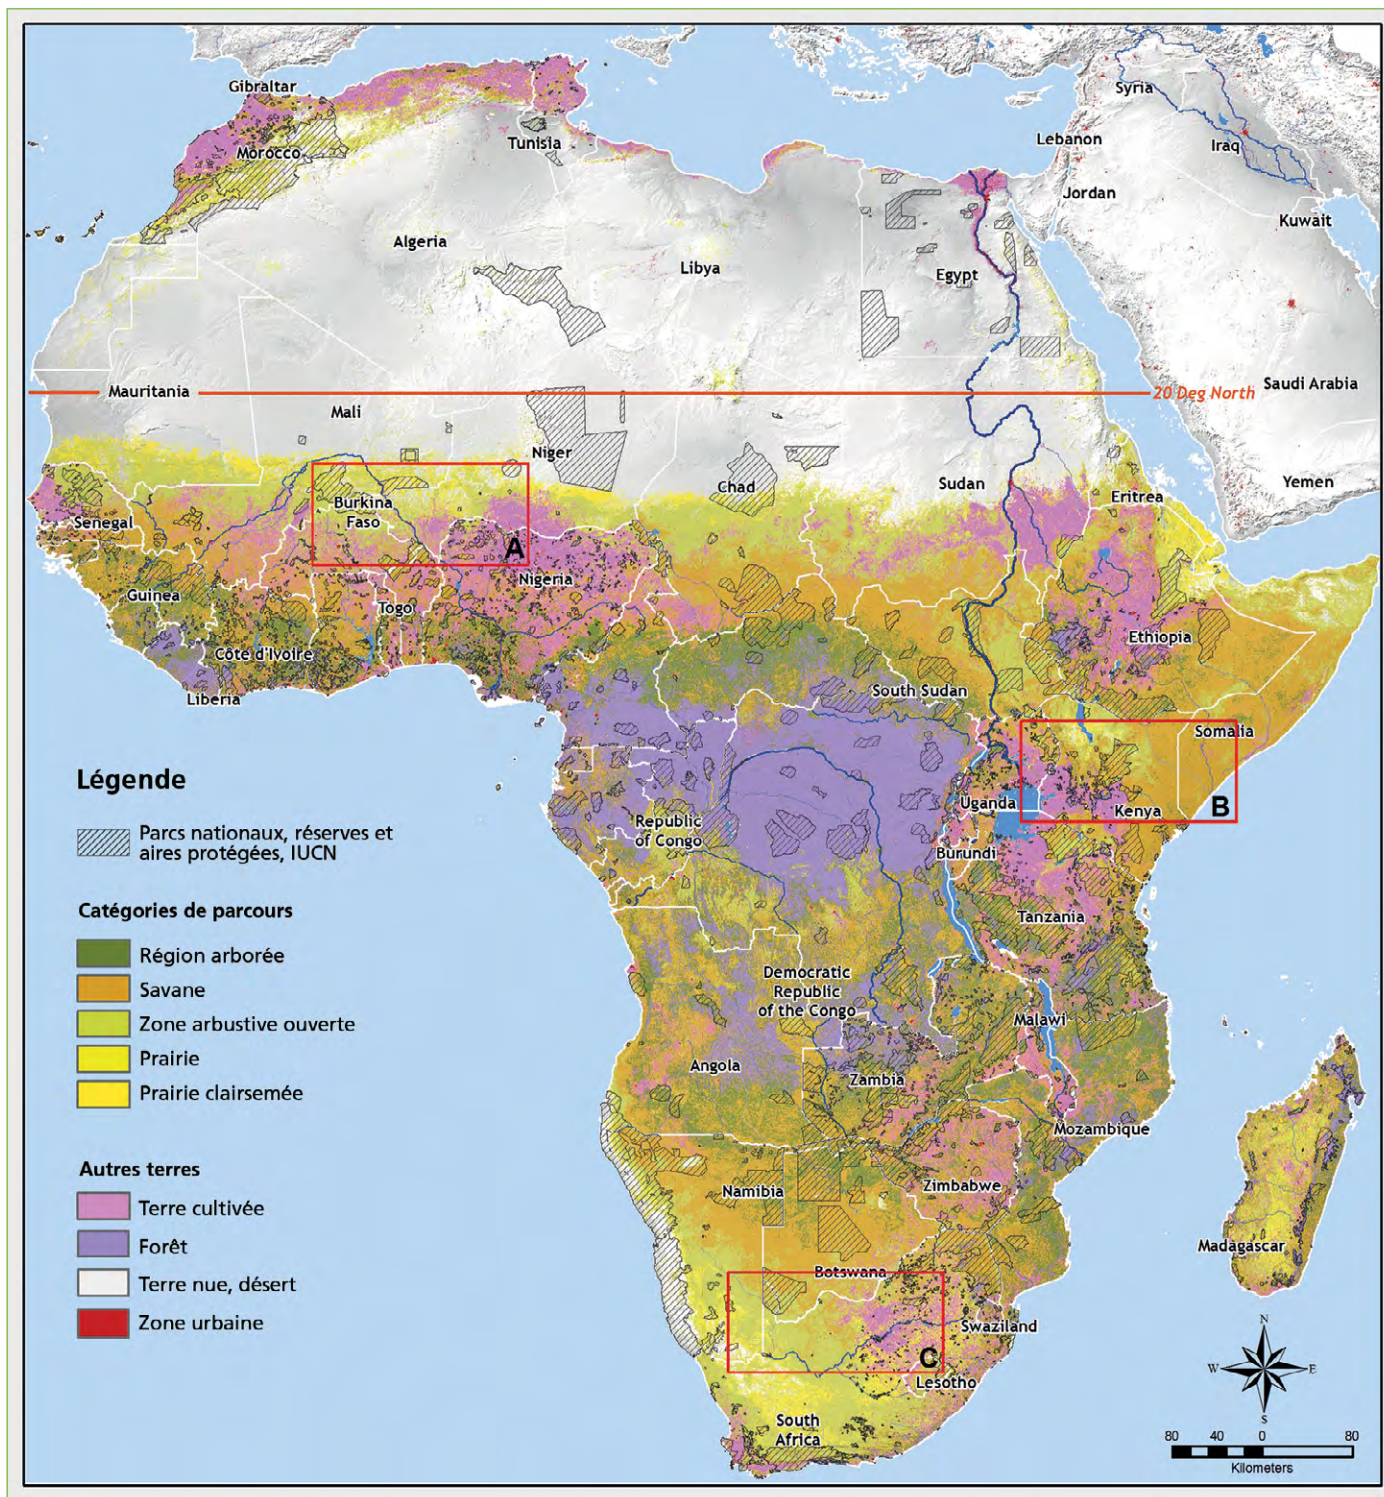 Gibraltar
Syria
Lebanon
Iraq
Tunisia
Morocco
Jordan
Kuwait
Algeria
Libya
Egypt
Saudi Arabia
Mauritania
20 Deg North
Mali
Niger
Chad
Sudan
Yemen
Eritrea
Burkina
Faso
Senegal
A
Nigeria
Guinea
Togo
Ethiopia
Côte d'Ivoire
South Sudan
Liberia
Somalia
Uganda
Kenya
B
Republic
of Congo
Burundi
Tanzania
Democratic
Republic
of the Congo
Malawi
Angola
Zambia
Mozambique
Namibia
Zimbabwe
Madagascar
Botswana
Swaziland
C
Lesotho
South
Africa
Légende
Parcs nationaux, réserves et
aires protégées, IUCN
Catégories de parcours
Région arborée
Savane
Zone arbustive ouverte
Prairie
Prairie clairsemée
Autres terres
Terre cultivée
Forêt
Terre nue, désert
Zone urbaine
N
W
E
S
80 40 0 80
Kilometers